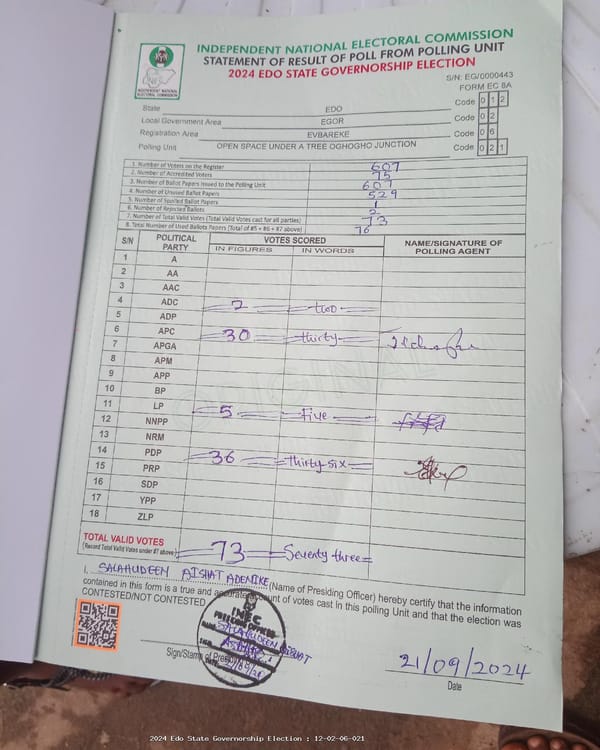 INDEPENDENT NATIONAL ELECTORAL COMMISSION
STATEMENT OF RESULT OF POLL FROM POLLING UNIT
2024 EDO STATE GOVERNORSHIP ELECTION
INDEPENDENT NATIONAL ELECTORAL COMMISSION
S/N: EG/0000443
FORM EC 8A
State EDO Code 0 1 2
Local Government Area EGOR Code 0 2
Registration Area EVBAREKE Code 0 6
Polling Unit OPEN SPACE UNDER A TREE OGHOGHO JUNCTION Code 0 2 1
1. Number of Voters on the Register 607
2. Number of Accredited Voters 75
3. Number of Ballot Papers Issued to the Polling Unit 607
4. Number of Unused Ballot Papers 529
5. Number of Spoiled Ballot Papers 1
6. Number of Rejected Ballots 2
7. Number of Total Valid Votes (Total Valid Votes cast for all parties) 73
8. Total Number of Used Ballots Papers (Total of #5 + #6 + #7 above) 76
S/N POLITICAL PARTY VOTES SCORED NAME/SIGNATURE OF POLLING AGENT
IN FIGURES IN WORDS
1 A
2 AA
3 AAC
4 ADC 2 two
5 ADP
6 APC 30 thirty
7 APGA
8 APM
9 APP
10 BP
11 LP 5 five
12 NNPP
13 NRM
14 PDP 36 thirty six
15 PRP
16 SDP
17 YPP
18 ZLP
TOTAL VALID VOTES
(Record Total Valid Votes under #7 above) 73 Seventy three
I, SALAHUDEEN AISHAT ADENIKE (Name of Presiding Officer) hereby certify that the information
contained in this form is a true and accurate account of votes cast in this polling Unit and that the election was
CONTESTED/NOT CONTESTED
INEC
SALAHUDEEN AISHAT
Sign/Stamp of
21/09/2024
Date
2024 Edo State Governorship Election : 12-02-06-021